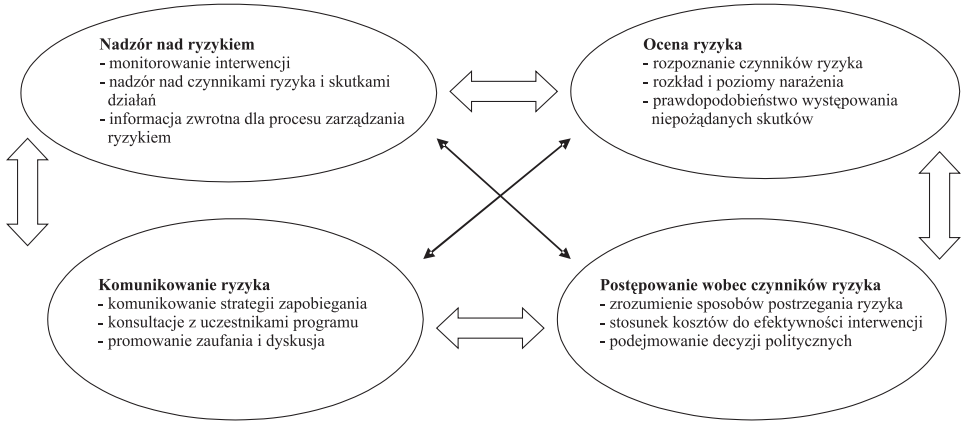 Nadzór nad ryzykiem
- monitorowanie interwencji
- nadzór nad czynnikami ryzyka i skutkami
działań
- informacja zwrotna dla procesu zarządzania
ryzykiem
Ocena ryzyka
- rozpoznanie czynników ryzyka
- rozkład i poziomy narażenia
- prawdopodobieństwo występowania
niepożądanych skutków
Komunikowanie ryzyka
- komunikowanie strategii zapobiegania
- konsultacje z uczestnikami programu
- promowanie zaufania i dyskusja
Postępowanie wobec czynników ryzyka
- zrozumienie sposobów postrzegania ryzyka
- stosunek kosztów do efektywności interwencji
- podejmowanie decyzji politycznych